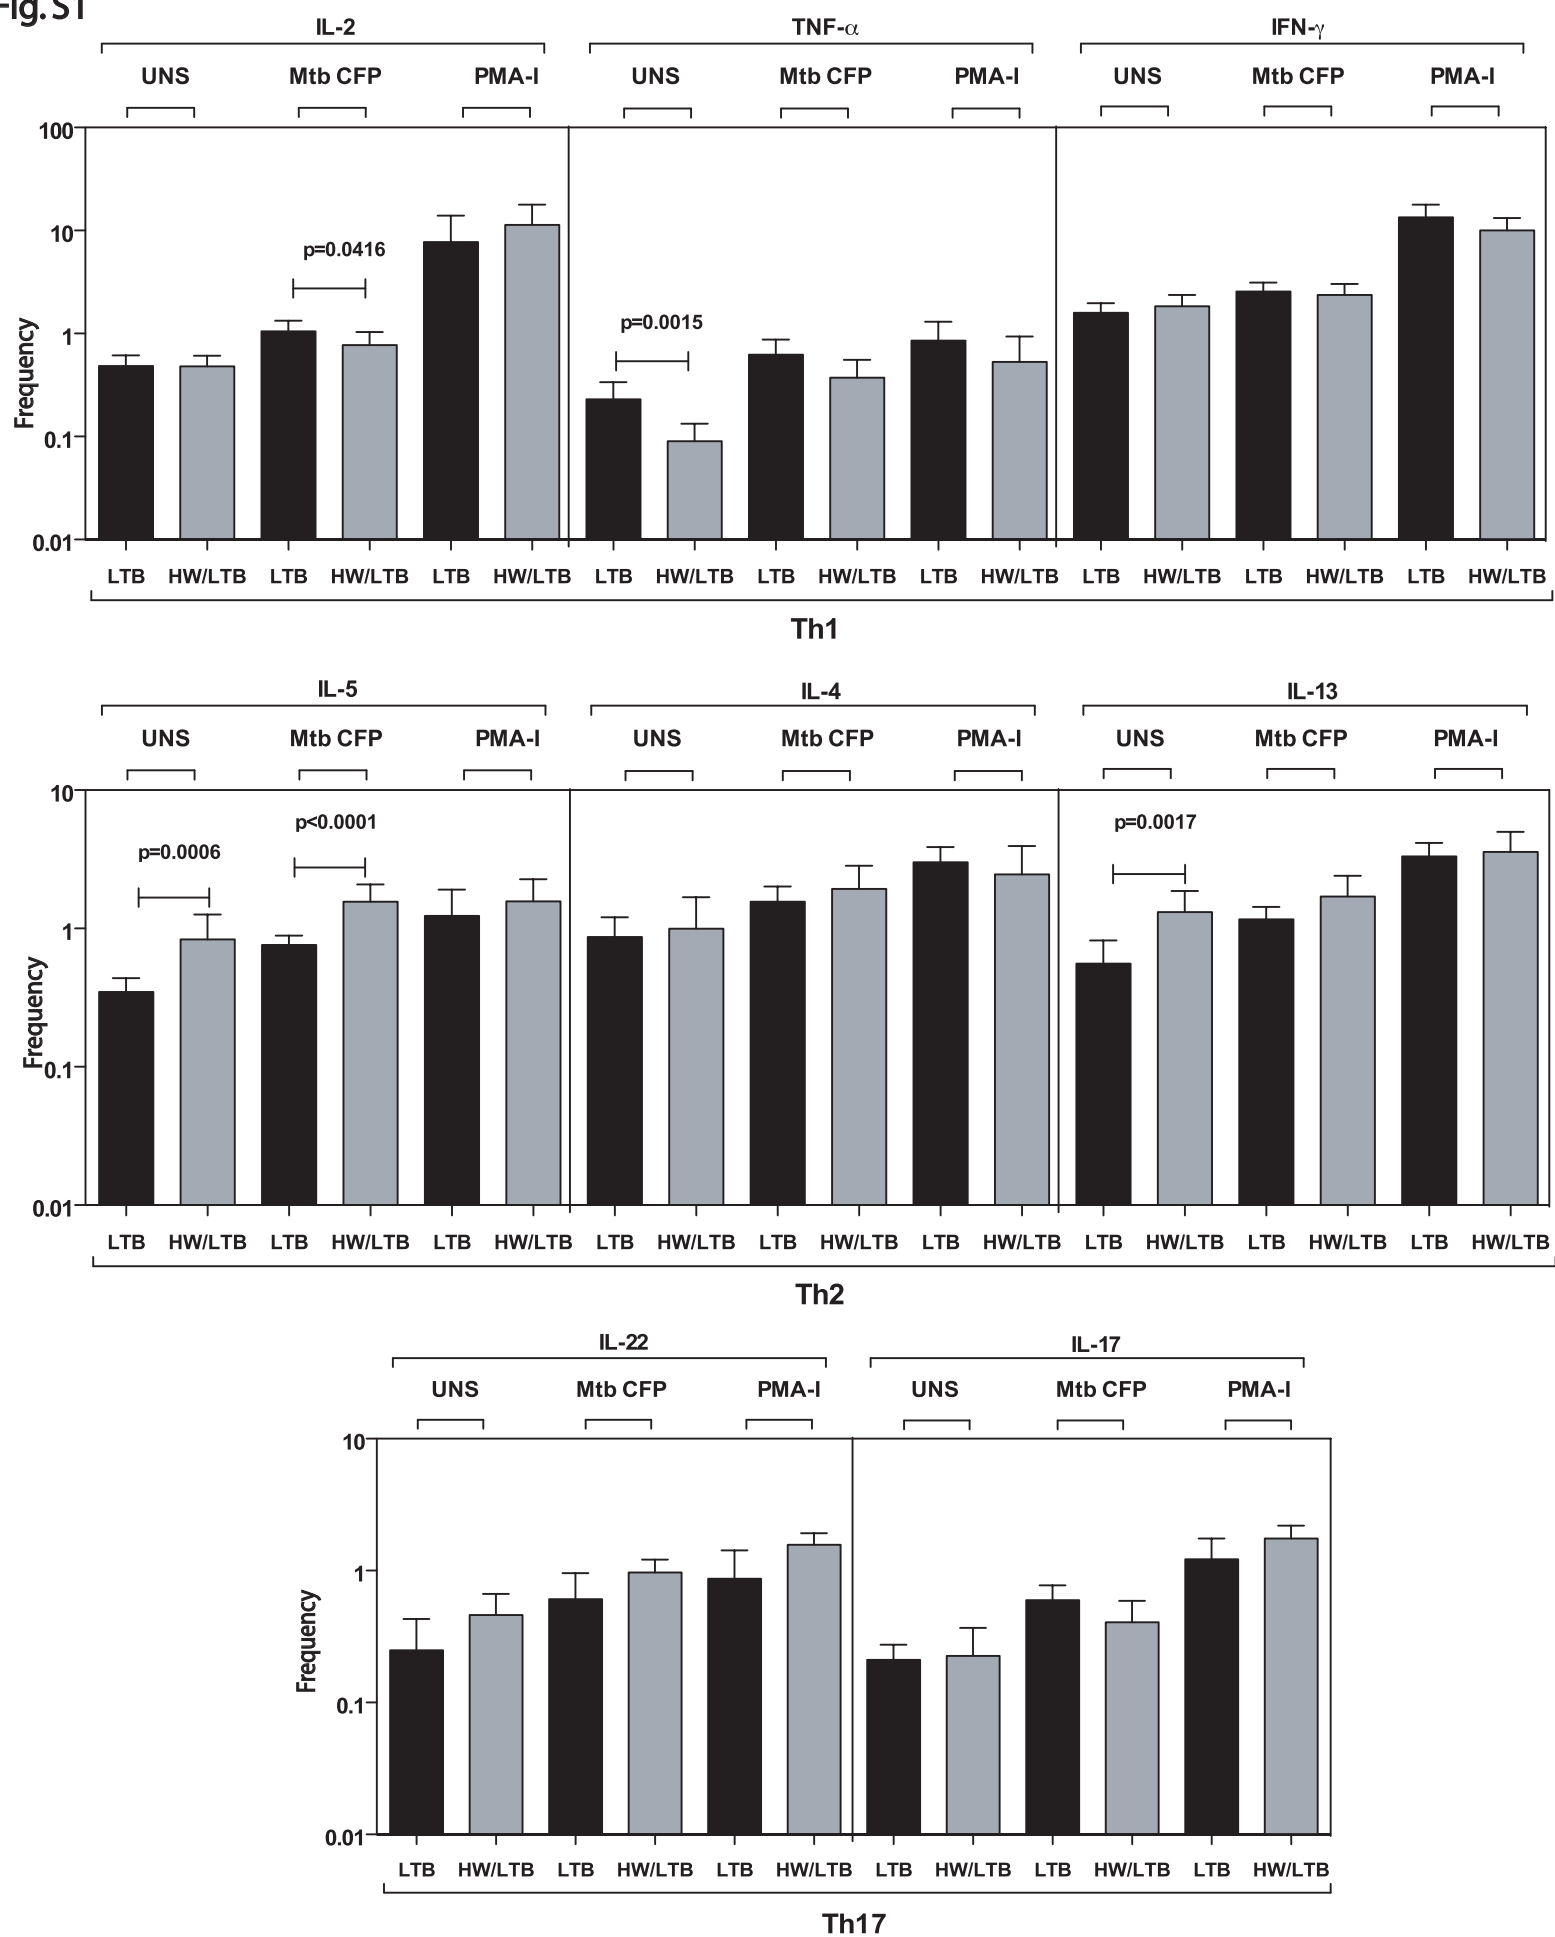 Fig. S1
IL-2 TNF-α IFN-γ
UNS Mtb CFP PMA-I UNS Mtb CFP PMA-I UNS Mtb CFP PMA-I
100
10
1
0.1
0.01
Frequency
p=0.0416
p=0.0015
LTB HW/LTB LTB HW/LTB LTB HW/LTB LTB HW/LTB LTB HW/LTB LTB HW/LTB LTB HW/LTB LTB HW/LTB LTB HW/LTB
Th1
IL-5 IL-4 IL-13
UNS Mtb CFP PMA-I UNS Mtb CFP PMA-I UNS Mtb CFP PMA-I
10
1
0.1
0.01
Frequency
p=0.0006
p<0.0001
p=0.0017
LTB HW/LTB LTB HW/LTB LTB HW/LTB LTB HW/LTB LTB HW/LTB LTB HW/LTB LTB HW/LTB LTB HW/LTB LTB HW/LTB
Th2
IL-22 IL-17
UNS Mtb CFP PMA-I UNS Mtb CFP PMA-I
10
1
0.1
0.01
Frequency
LTB HW/LTB LTB HW/LTB LTB HW/LTB LTB HW/LTB LTB HW/LTB LTB HW/LTB
Th17